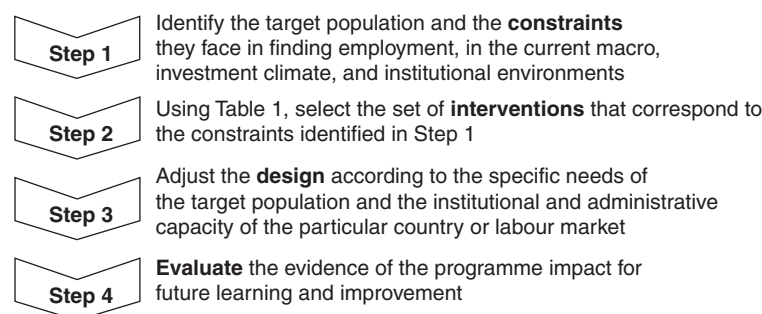 Step 1
Identify the target population and the constraints
they face in finding employment, in the current macro,
investment climate, and institutional environments
Step 2
Using Table 1, select the set of interventions that correspond to
the constraints identified in Step 1
Step 3
Adjust the design according to the specific needs of
the target population and the institutional and administrative
capacity of the particular country or labour market
Step 4
Evaluate the evidence of the programme impact for
future learning and improvement